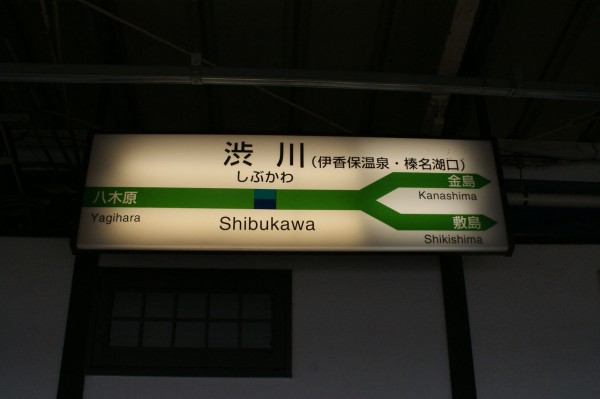 渋川(伊香保温泉・榛名湖口)
しぶかわ
八木原
Yagihara
Shibukawa
金島
Kanashima
敷島
Shikishima